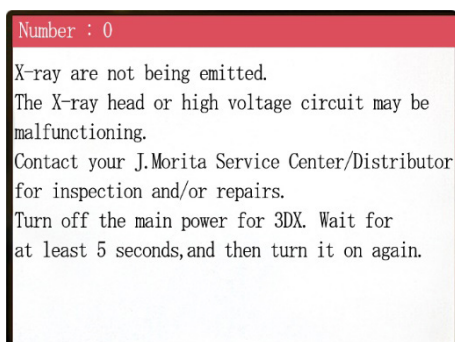 Number : 0
X-ray are not being emitted.
The X-ray head or high voltage circuit may be
malfunctioning.
Contact your J.Morita Service Center/Distributor
for inspection and/or repairs.
Turn off the main power for 3DX. Wait for
at least 5 seconds,and then turn it on again.